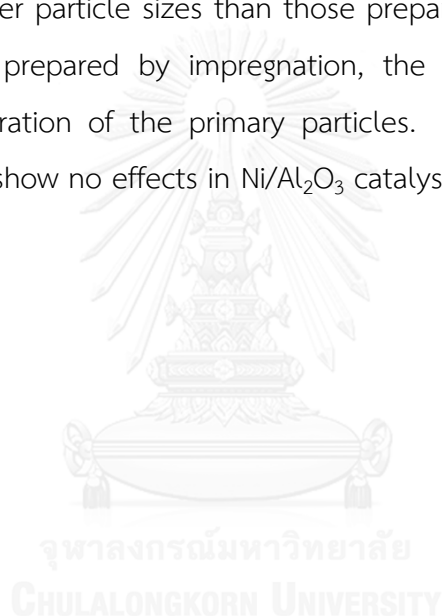 er particle sizes than those prepa
prepared by impregnation, the
ration of the primary particles.
show no effects in Ni/Al₂O₃ catalys
จุฬาลงกรณ์มหาวิทยาลัย
CHULALONGKORN UNIVERSITY